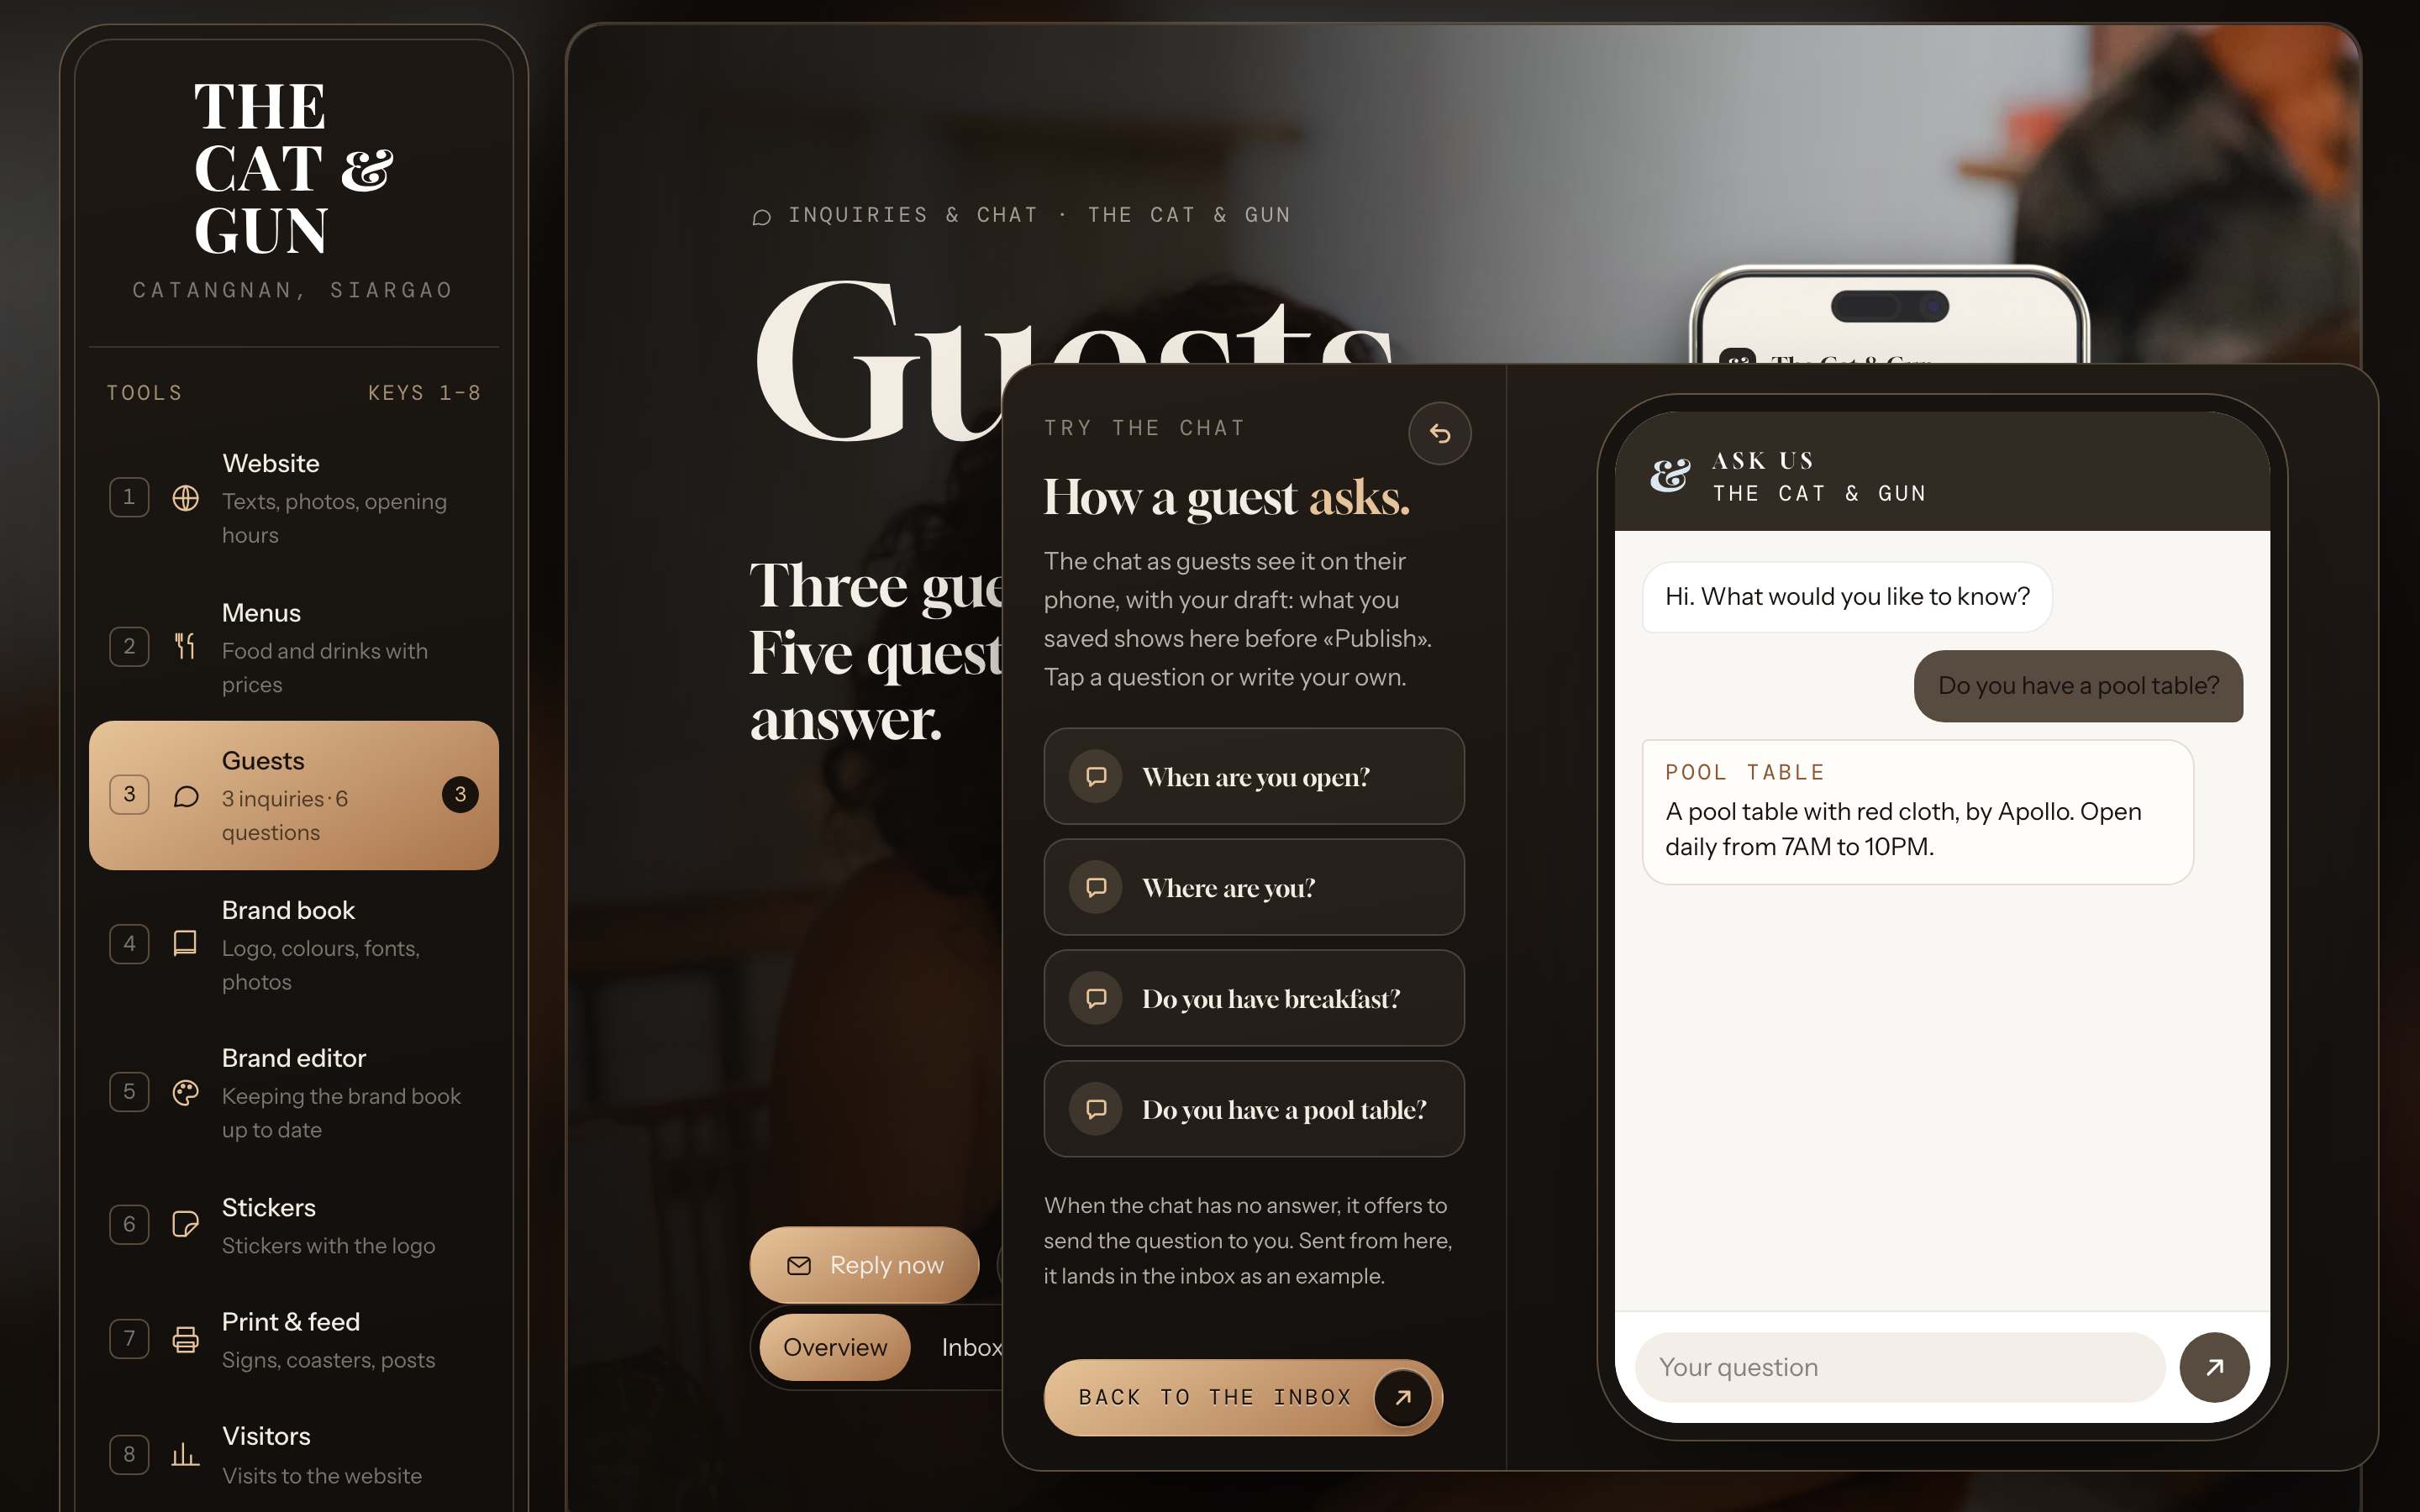 THE
CAT &
GUN
CATANGNAN, SIARGAO
TOOLS KEYS 1–8
1 Website
Texts, photos, opening
hours
2 Menus
Food and drinks with
prices
3 Guests
3 inquiries · 6
questions
3
4 Brand book
Logo, colours, fonts,
photos
5 Brand editor
Keeping the brand book
up to date
6 Stickers
Stickers with the logo
7 Print & feed
Signs, coasters, posts
8 Visitors
Visits to the website
INQUIRIES & CHAT · THE CAT & GUN
Guests
Three
Five
answer.
Reply now
Overview Inbox
The Cat & Gun
TRY THE CHAT
How a guest asks.
The chat as guests see it on their
phone, with your draft: what you
saved shows here before «Publish».
Tap a question or write your own.
When are you open?
Where are you?
Do you have breakfast?
Do you have a pool table?
When the chat has no answer, it offers to
send the question to you. Sent from here,
it lands in the inbox as an example.
BACK TO THE INBOX
& ASK US
THE CAT & GUN
Hi. What would you like to know?
Do you have a pool table?
POOL TABLE
A pool table with red cloth, by Apollo. Open
daily from 7AM to 10PM.
Your question